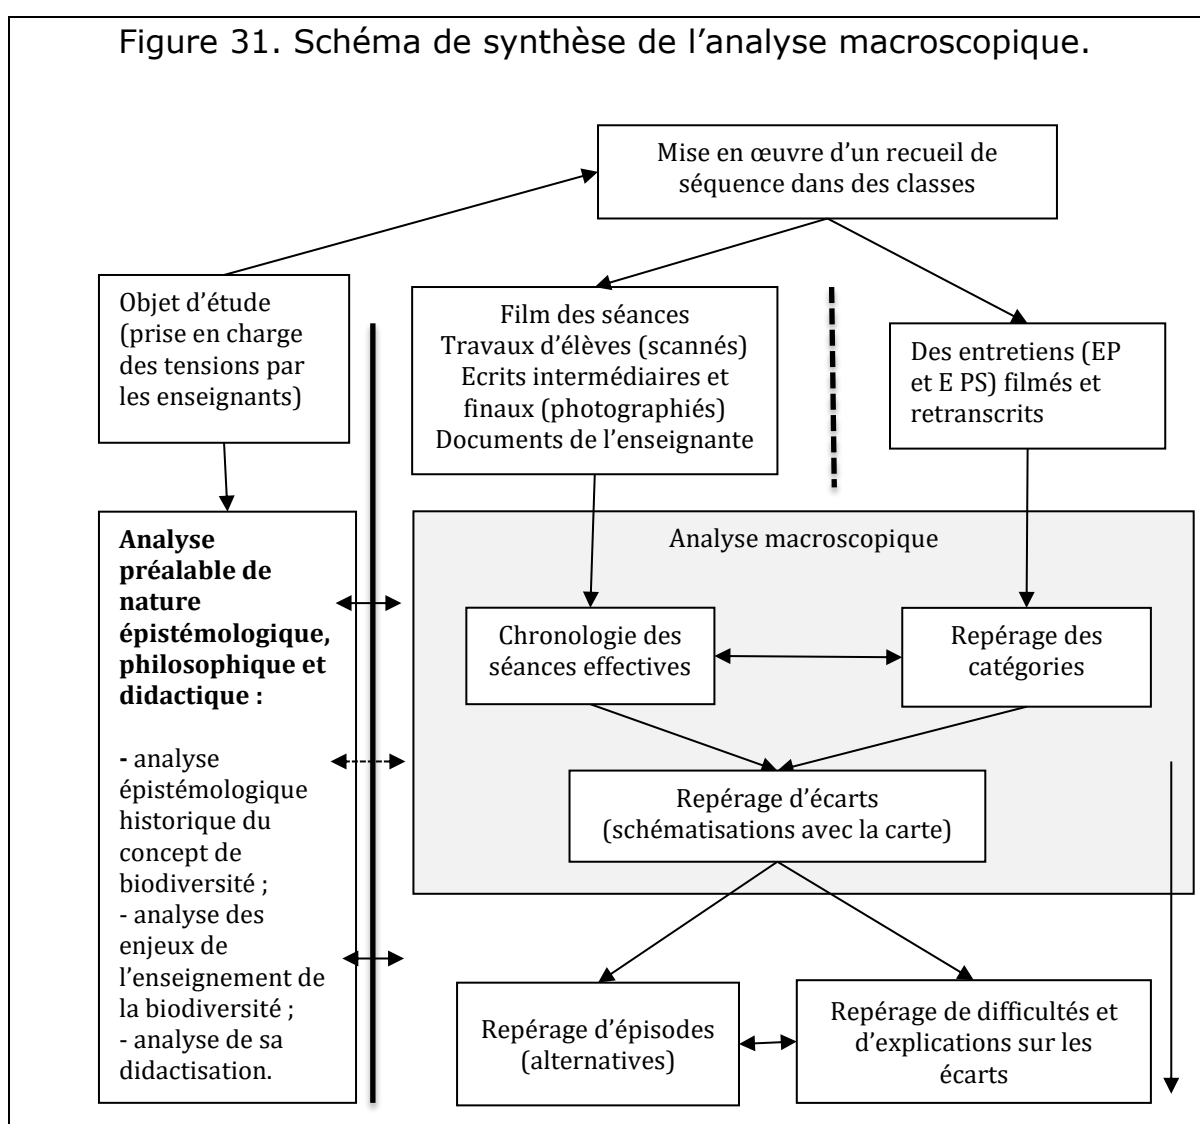 Figure 31. Schéma de synthèse de l’analyse macroscopique.
Mise en œuvre d’un recueil de
séquence dans des classes
Objet d’étude
(prise en charge
des tensions par
les enseignants)
Film des séances
Travaux d’élèves (scannés)
Ecrits intermédiaires et
finaux (photographiés)
Documents de l’enseignante
Des entretiens (EP
et E PS) filmés et
retranscrits
Analyse
préalable de
nature
épistémologique,
philosophique et
didactique :
- analyse
épistémologique
historique du
concept de
biodiversité ;
- analyse des
enjeux de
l’enseignement de
la biodiversité ;
- analyse de sa
didactisation.
Analyse macroscopique
Chronologie des
séances effectives
Repérage des
catégories
Repérage d’écarts
(schématisations avec la carte)
Repérage d’épisodes
(alternatives)
Repérage de difficultés et
d’explications sur les
écarts